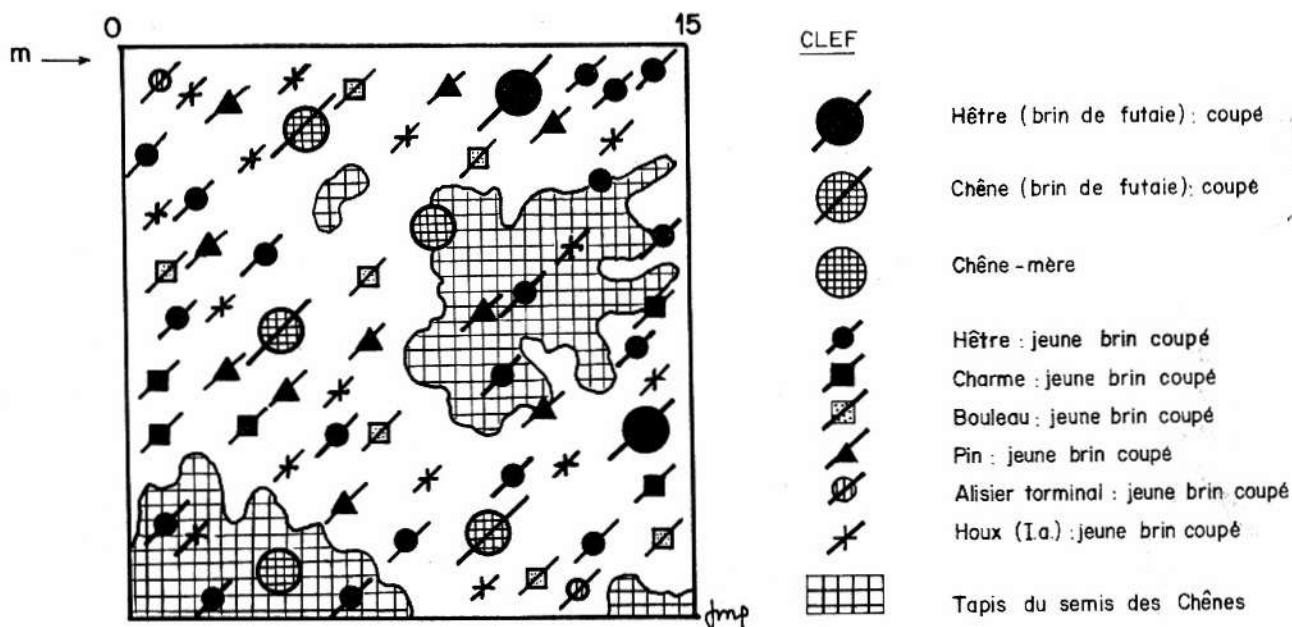 0
15
m
CLEF
Hêtre (brin de futaie): coupé
Chêne (brin de futaie): coupé
Chêne-mère
Hêtre : jeune brin coupé
Charme : jeune brin coupé
Bouleau : jeune brin coupé
Pin : jeune brin coupé
Alisier torminal : jeune brin coupé
Houx (I.a.) : jeune brin coupé
Tapis du semis des Chênes
jmp